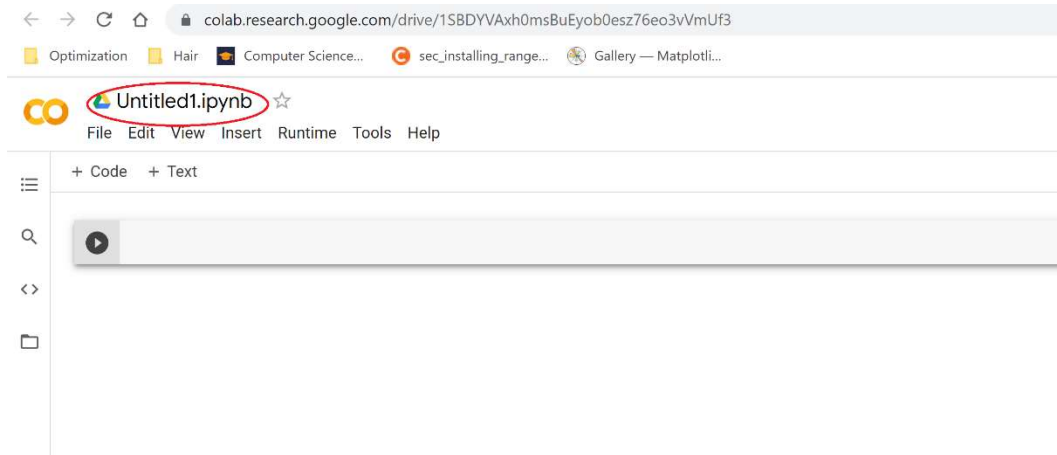 colab.research.google.com/drive/1SBDYVAxh0msBuEyob0esz76eo3vVmUf3
Optimization Hair Computer Science... sec_installing_range... Gallery — Matplotli...
Untitled1.ipynb
File Edit View Insert Runtime Tools Help
+ Code + Text